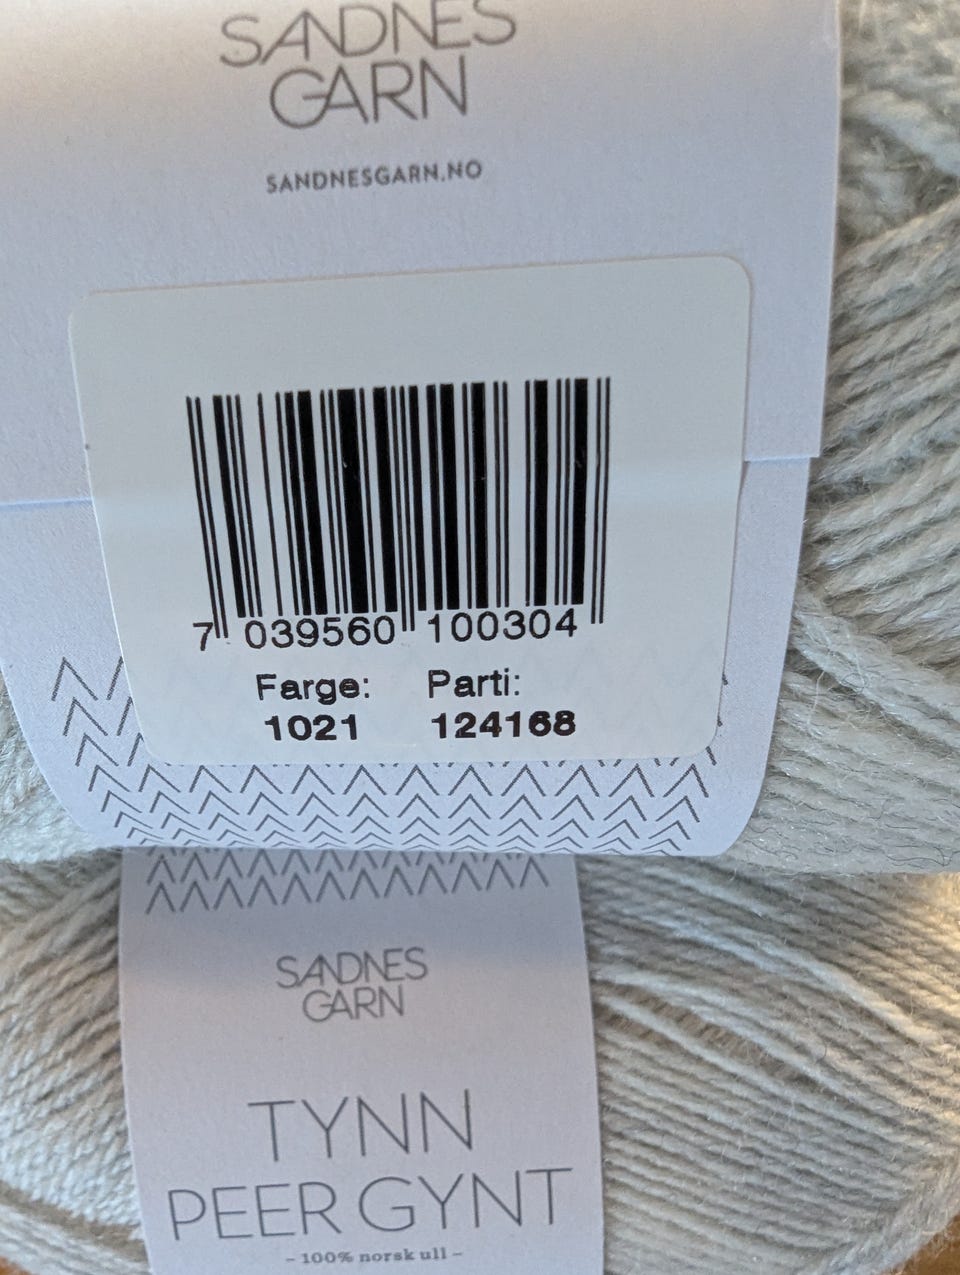 SANDNES
GARN
SANDNESGARN.NO
7 039560 100304
Farge: Parti:
1021 124168
SANDNES
GARN
TYNN
PEER GYNT
- 100% norsk ull -